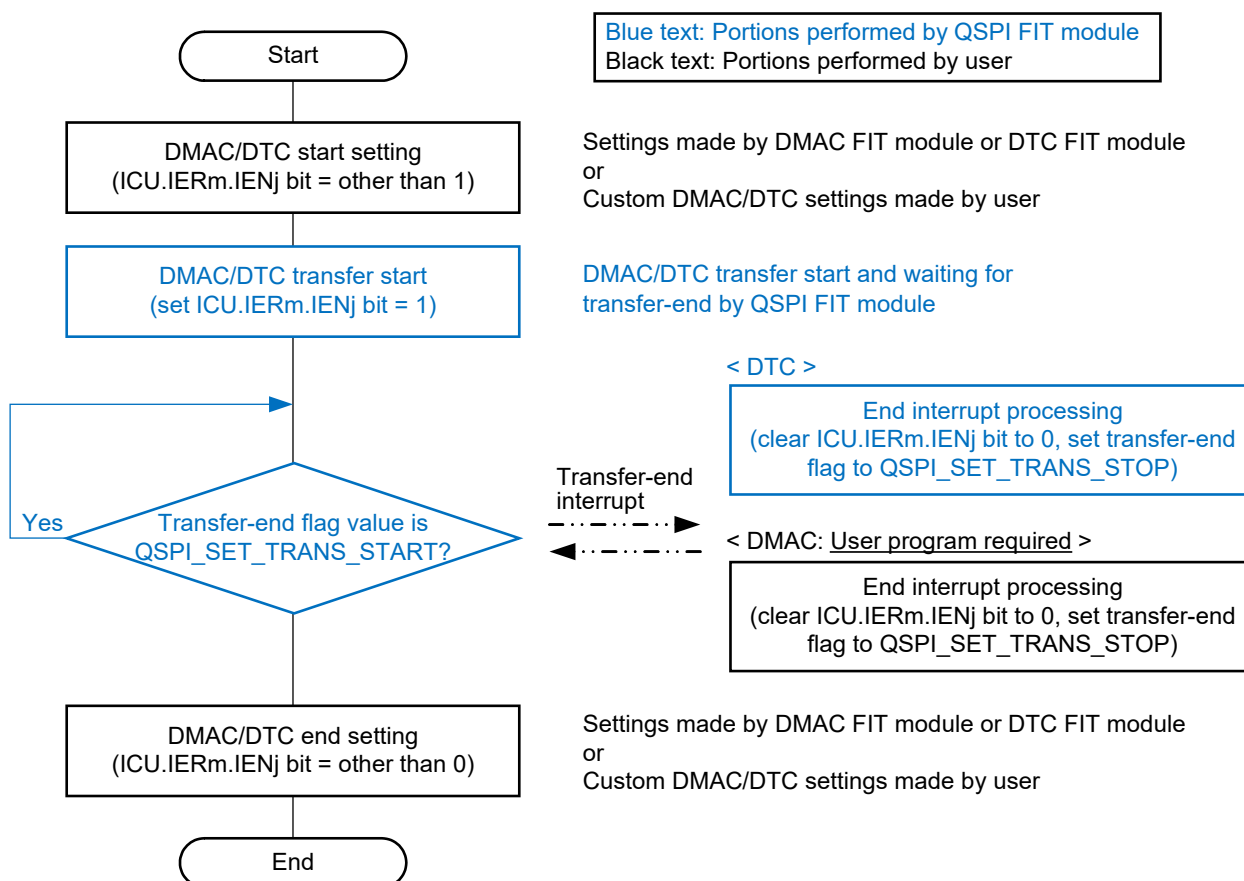 Start
Blue text: Portions performed by QSPI FIT module
Black text: Portions performed by user
DMAC/DTC start setting
(ICU.IERm.IENj bit = other than 1)
Settings made by DMAC FIT module or DTC FIT module
or
Custom DMAC/DTC settings made by user
DMAC/DTC transfer start
(set ICU.IERm.IENj bit = 1)
DMAC/DTC transfer start and waiting for
transfer-end by QSPI FIT module
< DTC >
End interrupt processing
(clear ICU.IERm.IENj bit to 0, set transfer-end
flag to QSPI_SET_TRANS_STOP)
Transfer-end
interrupt
Yes
Transfer-end flag value is
QSPI_SET_TRANS_START?
< DMAC: User program required >
End interrupt processing
(clear ICU.IERm.IENj bit to 0, set transfer-end
flag to QSPI_SET_TRANS_STOP)
DMAC/DTC end setting
(ICU.IERm.IENj bit = other than 0)
Settings made by DMAC FIT module or DTC FIT module
or
Custom DMAC/DTC settings made by user
End